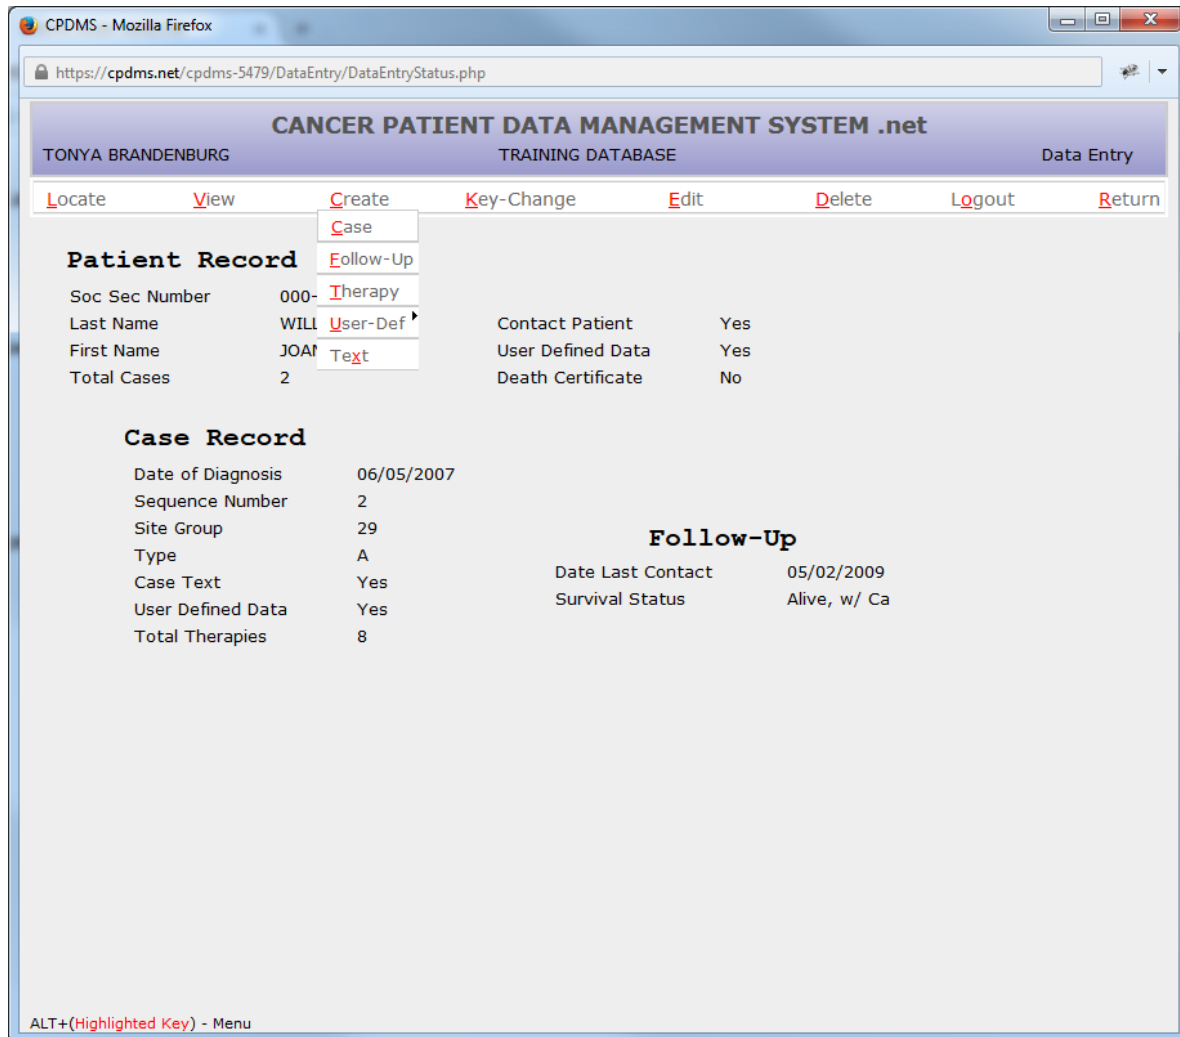 CPDMS - Mozilla Firefox
https://cpdms.net/cpdms-5479/DataEntry/DataEntryStatus.php
CANCER PATIENT DATA MANAGEMENT SYSTEM .net
TONYA BRANDENBURG TRAINING DATABASE Data Entry
Locate View Create Key-Change Edit Delete Logout Return
Case
Follow-Up
Therapy
User-Def
Text
Patient Record
Soc Sec Number 000-
Last Name WILL Contact Patient Yes
First Name JOAN User Defined Data Yes
Total Cases 2 Death Certificate No
Case Record
Date of Diagnosis 06/05/2007
Sequence Number 2
Site Group 29
Type A
Case Text Yes
User Defined Data Yes
Total Therapies 8
Follow-Up
Date Last Contact 05/02/2009
Survival Status Alive, w/ Ca
ALT+(Highlighted Key) - Menu